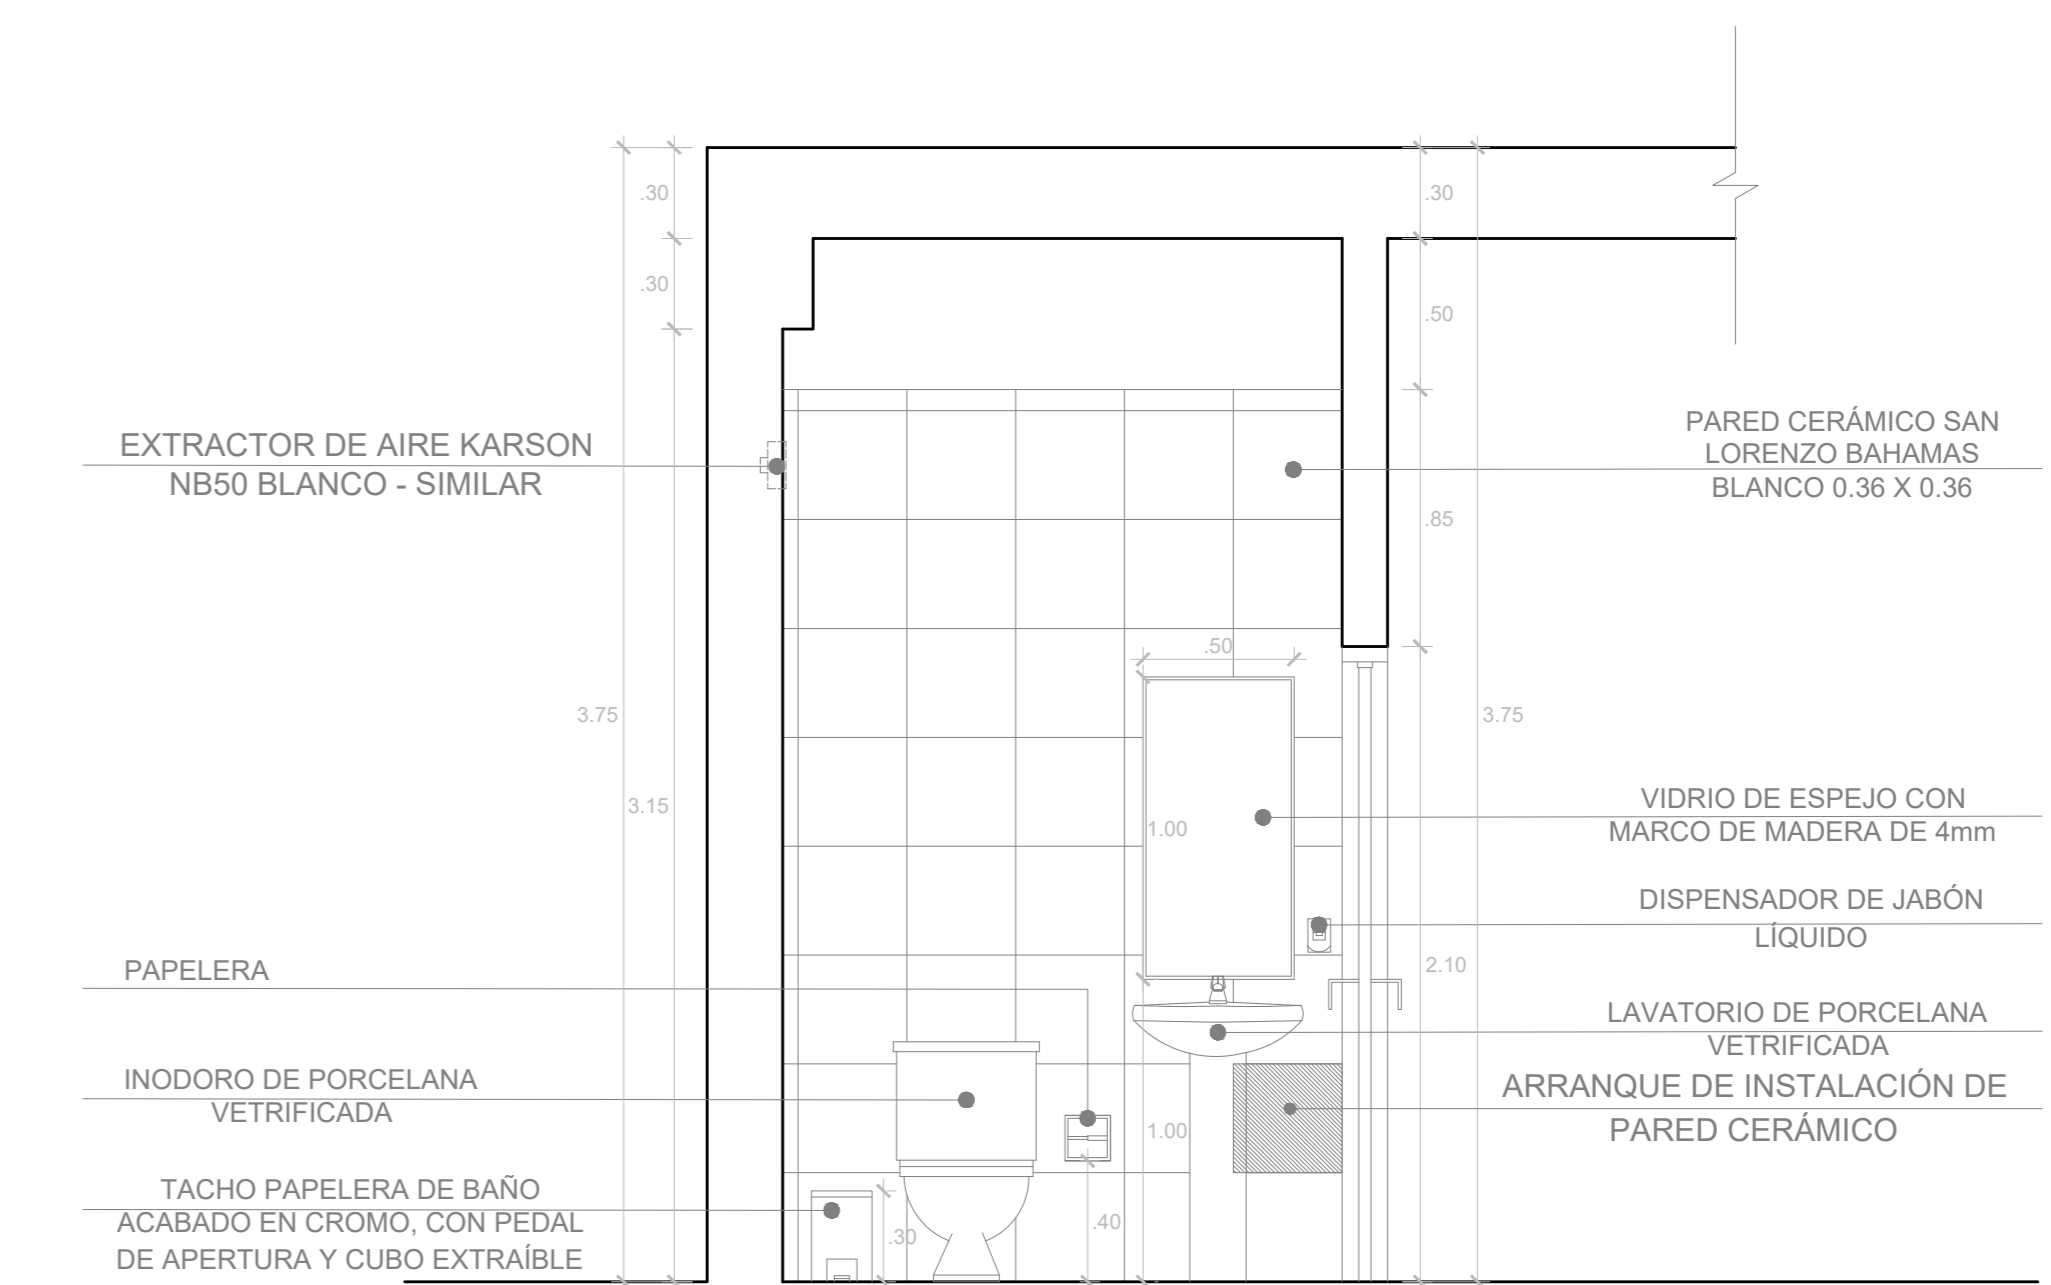 .30
.30
.30
.50
EXTRACTOR DE AIRE KARSON
NB50 BLANCO - SIMILAR
PARED CERÁMICO SAN
LORENZO BAHAMAS
BLANCO 0.36 X 0.36
.85
.50
3.75
3.75
3.15
1.00
VIDRIO DE ESPEJO CON
MARCO DE MADERA DE 4mm
DISPENSADOR DE JABÓN
LÍQUIDO
2.10
PAPELERA
LAVATORIO DE PORCELANA
VETRIFICADA
INODORO DE PORCELANA
VETRIFICADA
ARRANQUE DE INSTALACIÓN DE
PARED CERÁMICO
1.00
TACHO PAPELERA DE BAÑO
ACABADO EN CROMO, CON PEDAL
DE APERTURA Y CUBO EXTRAÍBLE
.30
.40